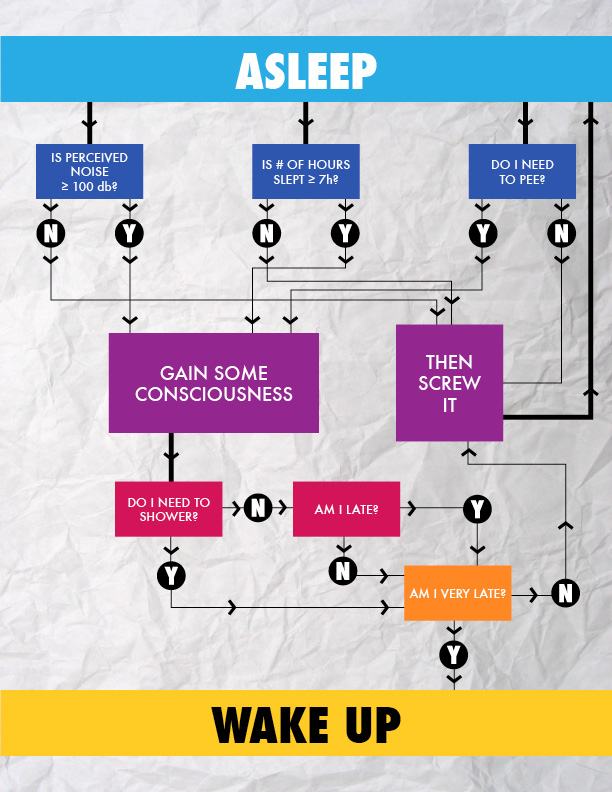 ASLEEP
IS PERCEIVED
NOISE
≥ 100 db?
IS # OF HOURS
SLEPT ≥ 7h?
DO I NEED
TO PEE?
N
Y
N
Y
Y
N
GAIN SOME
CONSCIOUSNESS
THEN
SCREW
IT
DO I NEED TO
SHOWER?
N
AM I LATE?
Y
Y
N
AM I VERY LATE?
N
Y
WAKE UP